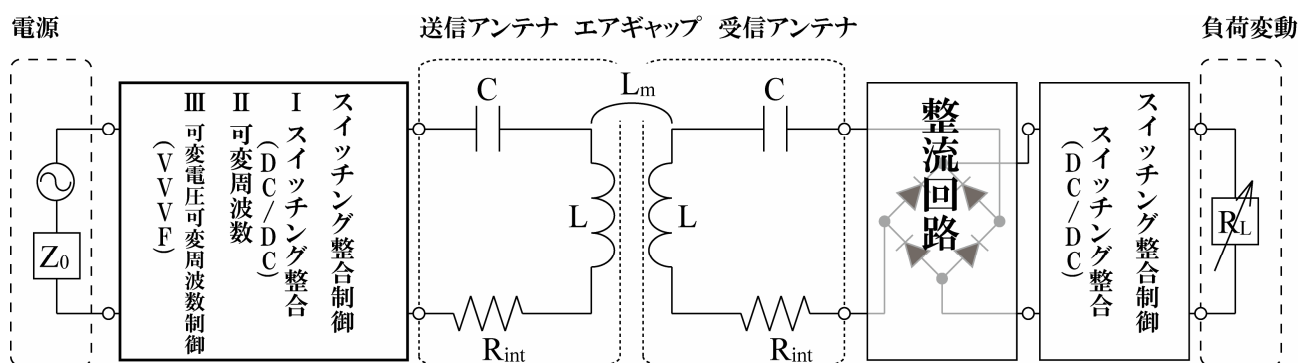 電源
送信アンテナ
エアギャップ
受信アンテナ
負荷変動
Z0
スイッチング整合制御
Ⅰ スイッチング整合
(DC/DC)
Ⅱ 可変周波数
Ⅲ 可変電圧可変周波数制御
(VVVF)
C
Lm
C
L
L
Rint
Rint
整流回路
スイッチング整合制御
スイッチング整合
(DC/DC)
RL